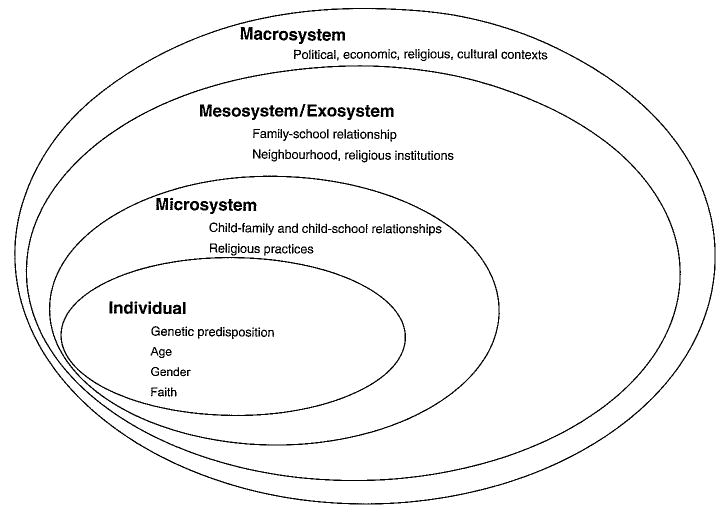 Macrosystem
Political, economic, religious, cultural contexts
Mesosystem/Exosystem
Family-school relationship
Neighbourhood, religious institutions
Microsystem
Child-family and child-school relationships
Religious practices
Individual
Genetic predisposition
Age
Gender
Faith